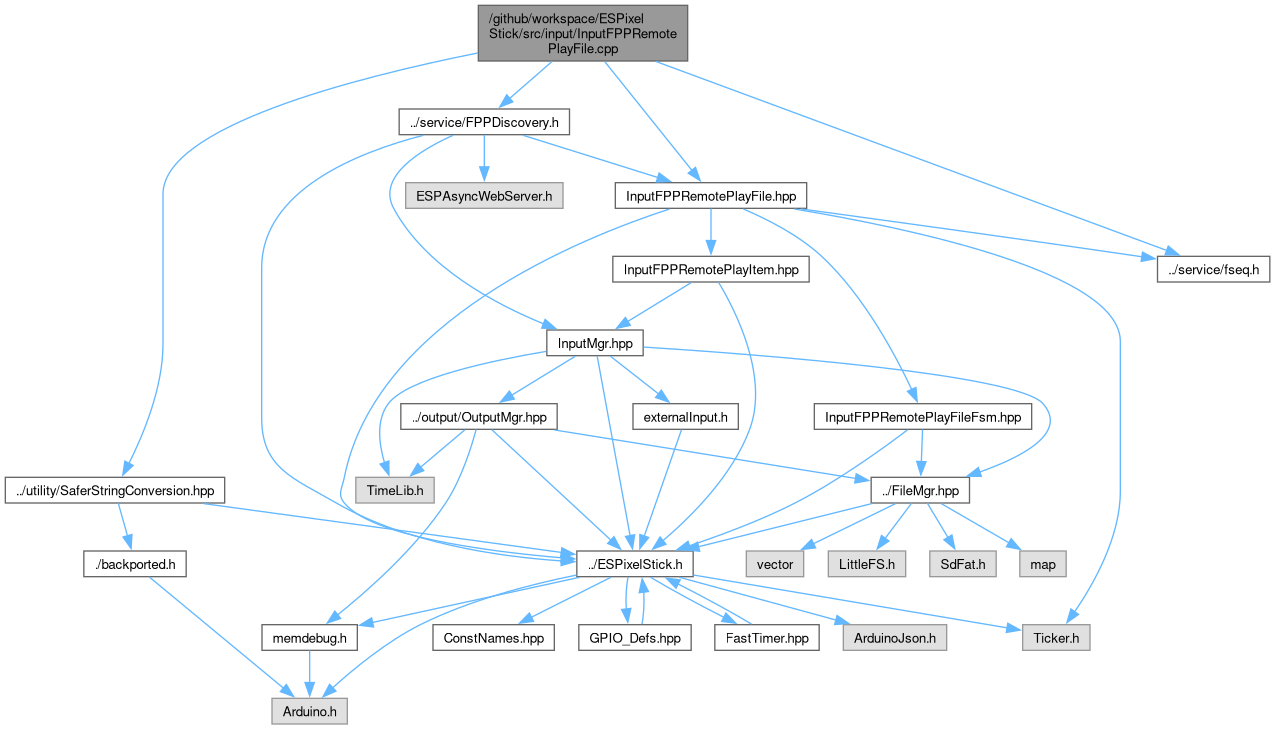 /github/workspace/ESPixel
Stick/src/input/InputFPPRemote
PlayFile.cpp
../service/FPPDiscovery.h
ESPAsyncWebServer.h
InputFPPRemotePlayFile.hpp
InputFPPRemotePlayItem.hpp
../service/fseq.h
InputMgr.hpp
../output/OutputMgr.hpp
externalInput.h
InputFPPRemotePlayFileFsm.hpp
../utility/SaferStringConversion.hpp
TimeLib.h
../FileMgr.hpp
./backported.h
../ESPixelStick.h
vector
LittleFS.h
SdFat.h
map
memdebug.h
ConstNames.hpp
GPIO_Defs.hpp
FastTimer.hpp
ArduinoJson.h
Ticker.h
Arduino.h